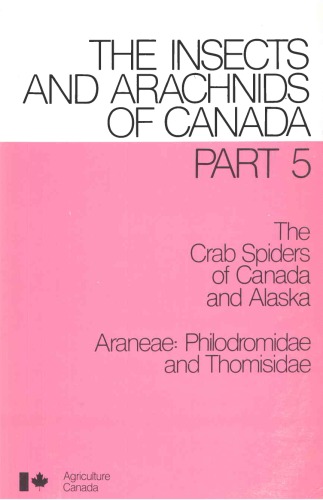 THE INSECTS
AND ARACHNIDS
OF CANADA
PART 5
The
Crab Spiders
of Canada
and Alaska
Araneae: Philodromidae
and Thomisidae
Agriculture
Canada